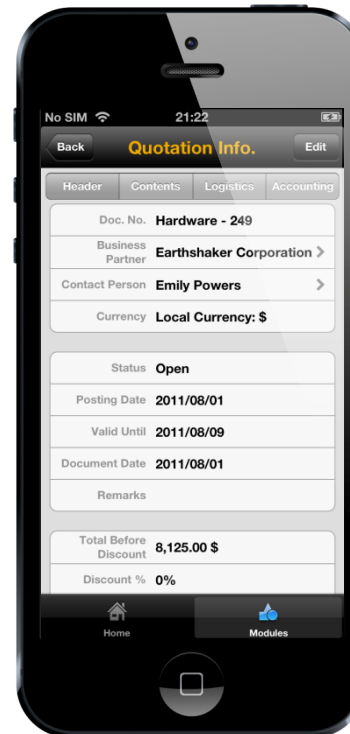 No SIM 21:22
Back Quotation Info. Edit
Header Contents Logistics Accounting
Doc. No. Hardware - 249
Business Partner Earthshaker Corporation
Contact Person Emily Powers
Currency Local Currency: $
Status Open
Posting Date 2011/08/01
Valid Until 2011/08/09
Document Date 2011/08/01
Remarks
Total Before Discount 8,125.00 $
Discount % 0%
Home Modules